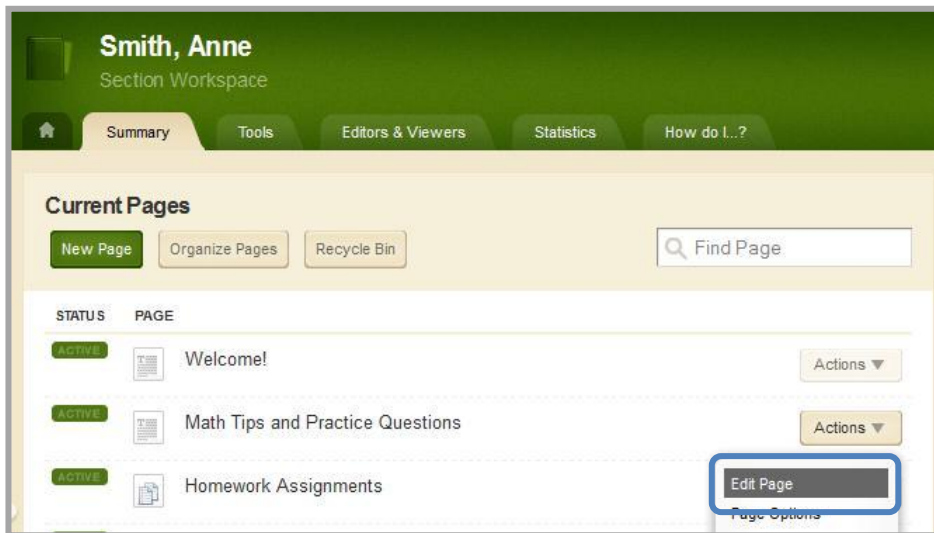 Smith, Anne
Section Workspace
Summary Tools Editors & Viewers Statistics How do I...?
Current Pages
New Page Organize Pages Recycle Bin Find Page
STATUS PAGE
ACTIVE Welcome! Actions
ACTIVE Math Tips and Practice Questions Actions
ACTIVE Homework Assignments Edit Page
Page Options